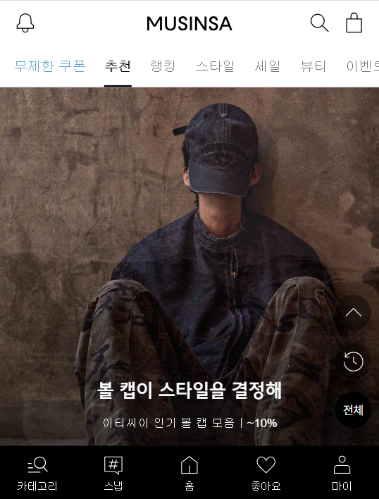 MUSINSA
무제한 쿠폰 추천 랭킹 스타일 세일 뷰티 이벤트
볼 캡이 스타일을 결정해
이티씨이 인기 볼 캡 모음 | ~10%
전체
카테고리 스냅 홈 좋아요 마이